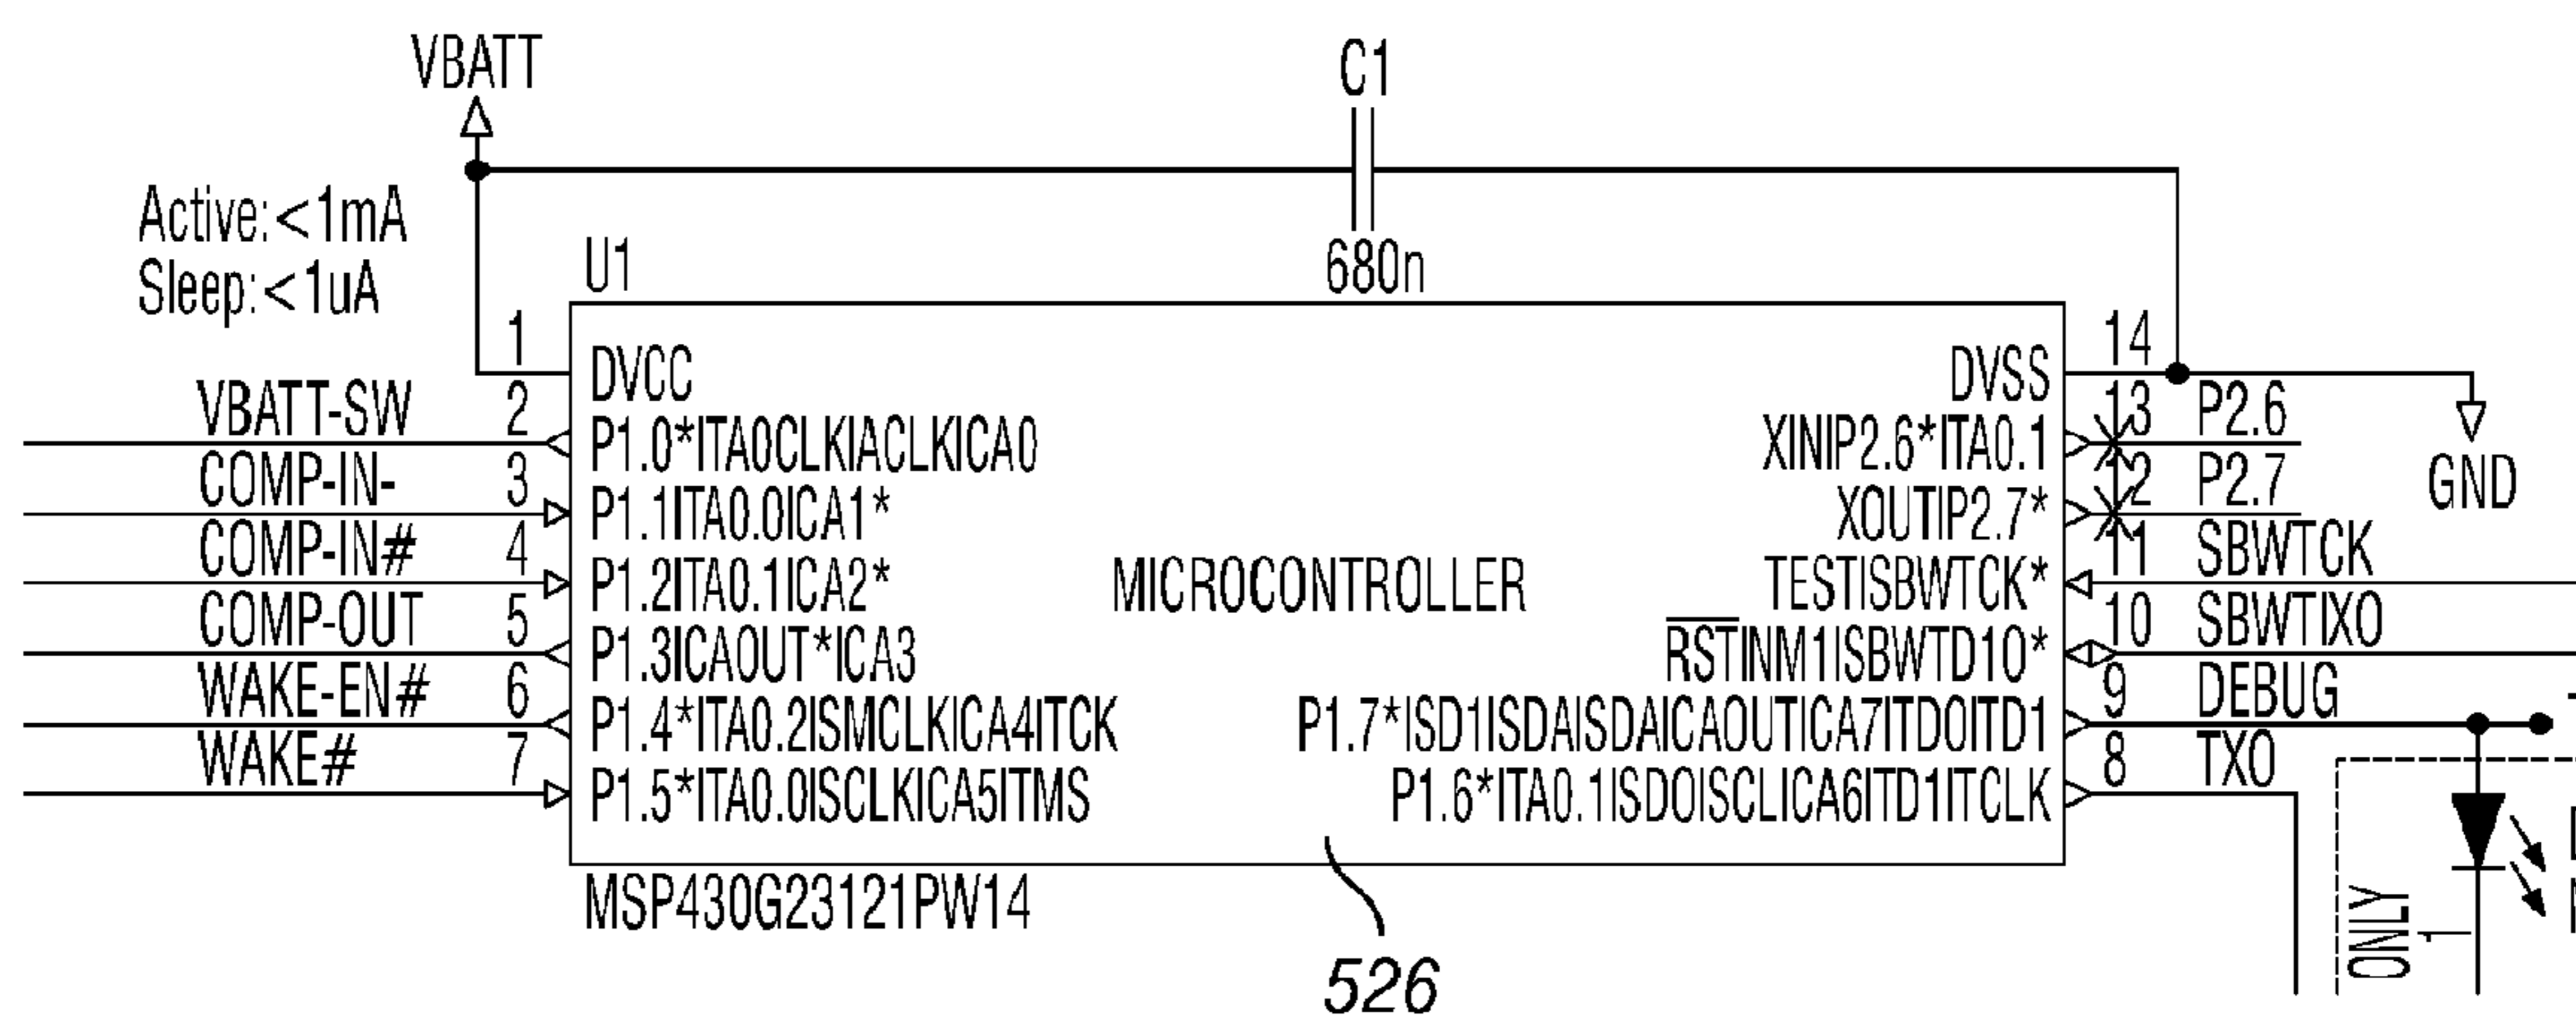 VBATT
C1
680n
Active:<1mA
Sleep:<1uA
U1
1
DVCC
VBATT-SW 2
P1.0*ITA0CLKIACLKICA0
COMP-IN- 3
P1.1ITA0.0ICA1*
COMP-IN# 4
P1.2ITA0.1ICA2*
COMP-OUT 5
P1.3ICAOUT*ICA3
WAKE-EN# 6
P1.4*ITA0.2ISMCLKICA4ITCK
WAKE# 7
P1.5*ITA0.0ISCLKICA5ITMS
MICROCONTROLLER
14
DVSS
13 P2.6
XINIP2.6*ITA0.1
12 P2.7
XOUTIP2.7*
11 SBWTCK
TESTISBWTCK*
10 SBWTIXO
RSTINM1ISBWTD1O*
9 DEBUG
P1.7*ISD1ISDAISDAICAOUTICA7ITDOITD1
8 TXO
P1.6*ITA0.1ISDOISCLICA6ITD1ITCLK
GND
MSP430G23121PW14
526
ONLY
1